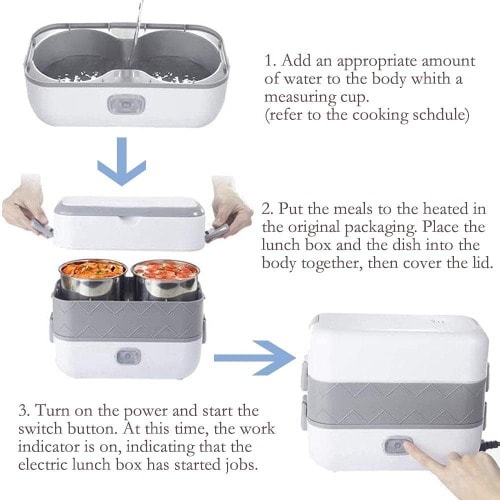 1. Add an appropriate amount
of water to the body whith a
measuring cup.
(refer to the cooking schdule)
2. Put the meals to the heated in
the original packaging. Place the
lunch box and the dish into the
body together, then cover the lid.
3. Turn on the power and start the
switch button. At this time, the work
indicator is on, indicating that the
electric lunch box has started jobs.